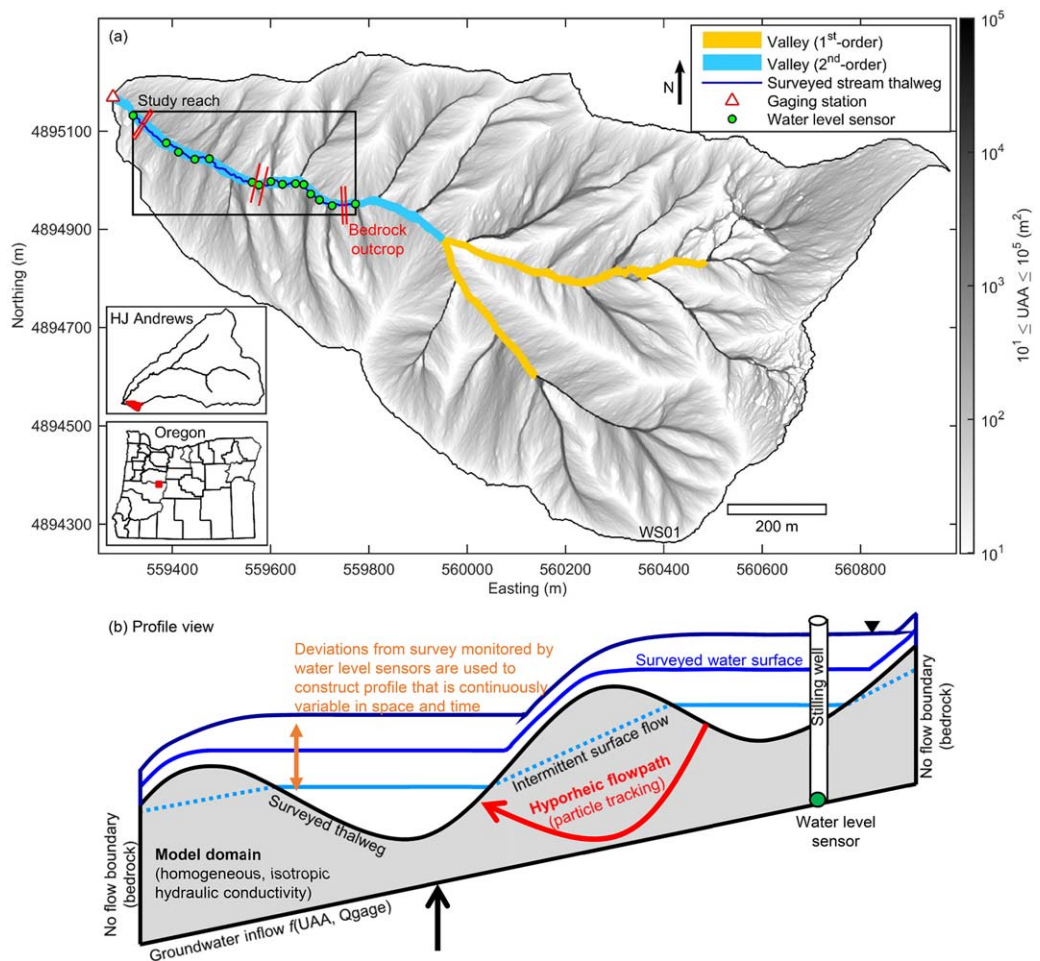 (a)
Valley (1st-order)
Valley (2nd-order)
Surveyed stream thalweg
Gaging station
Water level sensor
N
Study reach
Bedrock
outcrop
HJ Andrews
Oregon
WS01
200 m
4895100
4894900
4894700
4894500
4894300
Northing (m)
559400
559600
559800
560000
560200
560400
560600
560800
Easting (m)
10^5
10^4
10^3
10^2
10^1
10^1 ≤ UAA ≤ 10^5 (m^2)
(b) Profile view
Deviations from survey monitored by
water level sensors are used to
construct profile that is continuously
variable in space and time
Surveyed water surface
Stilling well
No flow boundary
(bedrock)
Intermittent surface flow
Hyporheic flowpath
(particle tracking)
Surveyed thalweg
Water level
sensor
No flow boundary
(bedrock)
Model domain
(homogeneous, isotropic
hydraulic conductivity)
Groundwater inflow f(UAA, Qgage)